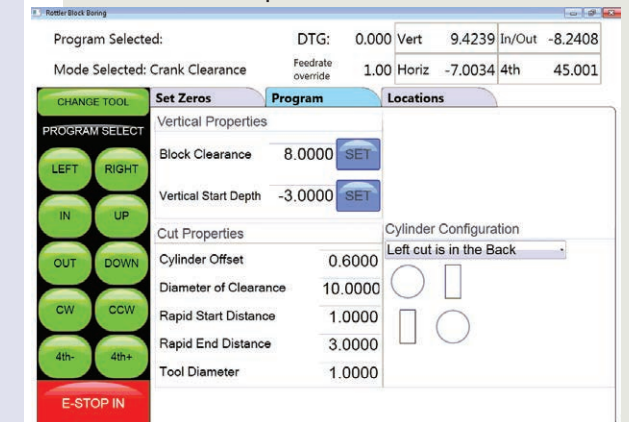 Rottler Block Boring
Program Selected: DTG: 0.000 Vert 9.4239 In/Out -8.2408
Mode Selected: Crank Clearance Feedrate override 1.00 Horiz -7.0034 4th 45.001
CHANGE TOOL Set Zeros Program Locations
PROGRAM SELECT Vertical Properties
LEFT RIGHT Block Clearance 8.0000 SET
Vertical Start Depth -3.0000 SET
IN UP
Cut Properties Cylinder Configuration
Left cut is in the Back
OUT DOWN Cylinder Offset 0.6000
Diameter of Clearance 10.0000
CW CCW Rapid Start Distance 1.0000
Rapid End Distance 3.0000
4th- 4th+ Tool Diameter 1.0000
E-STOP IN